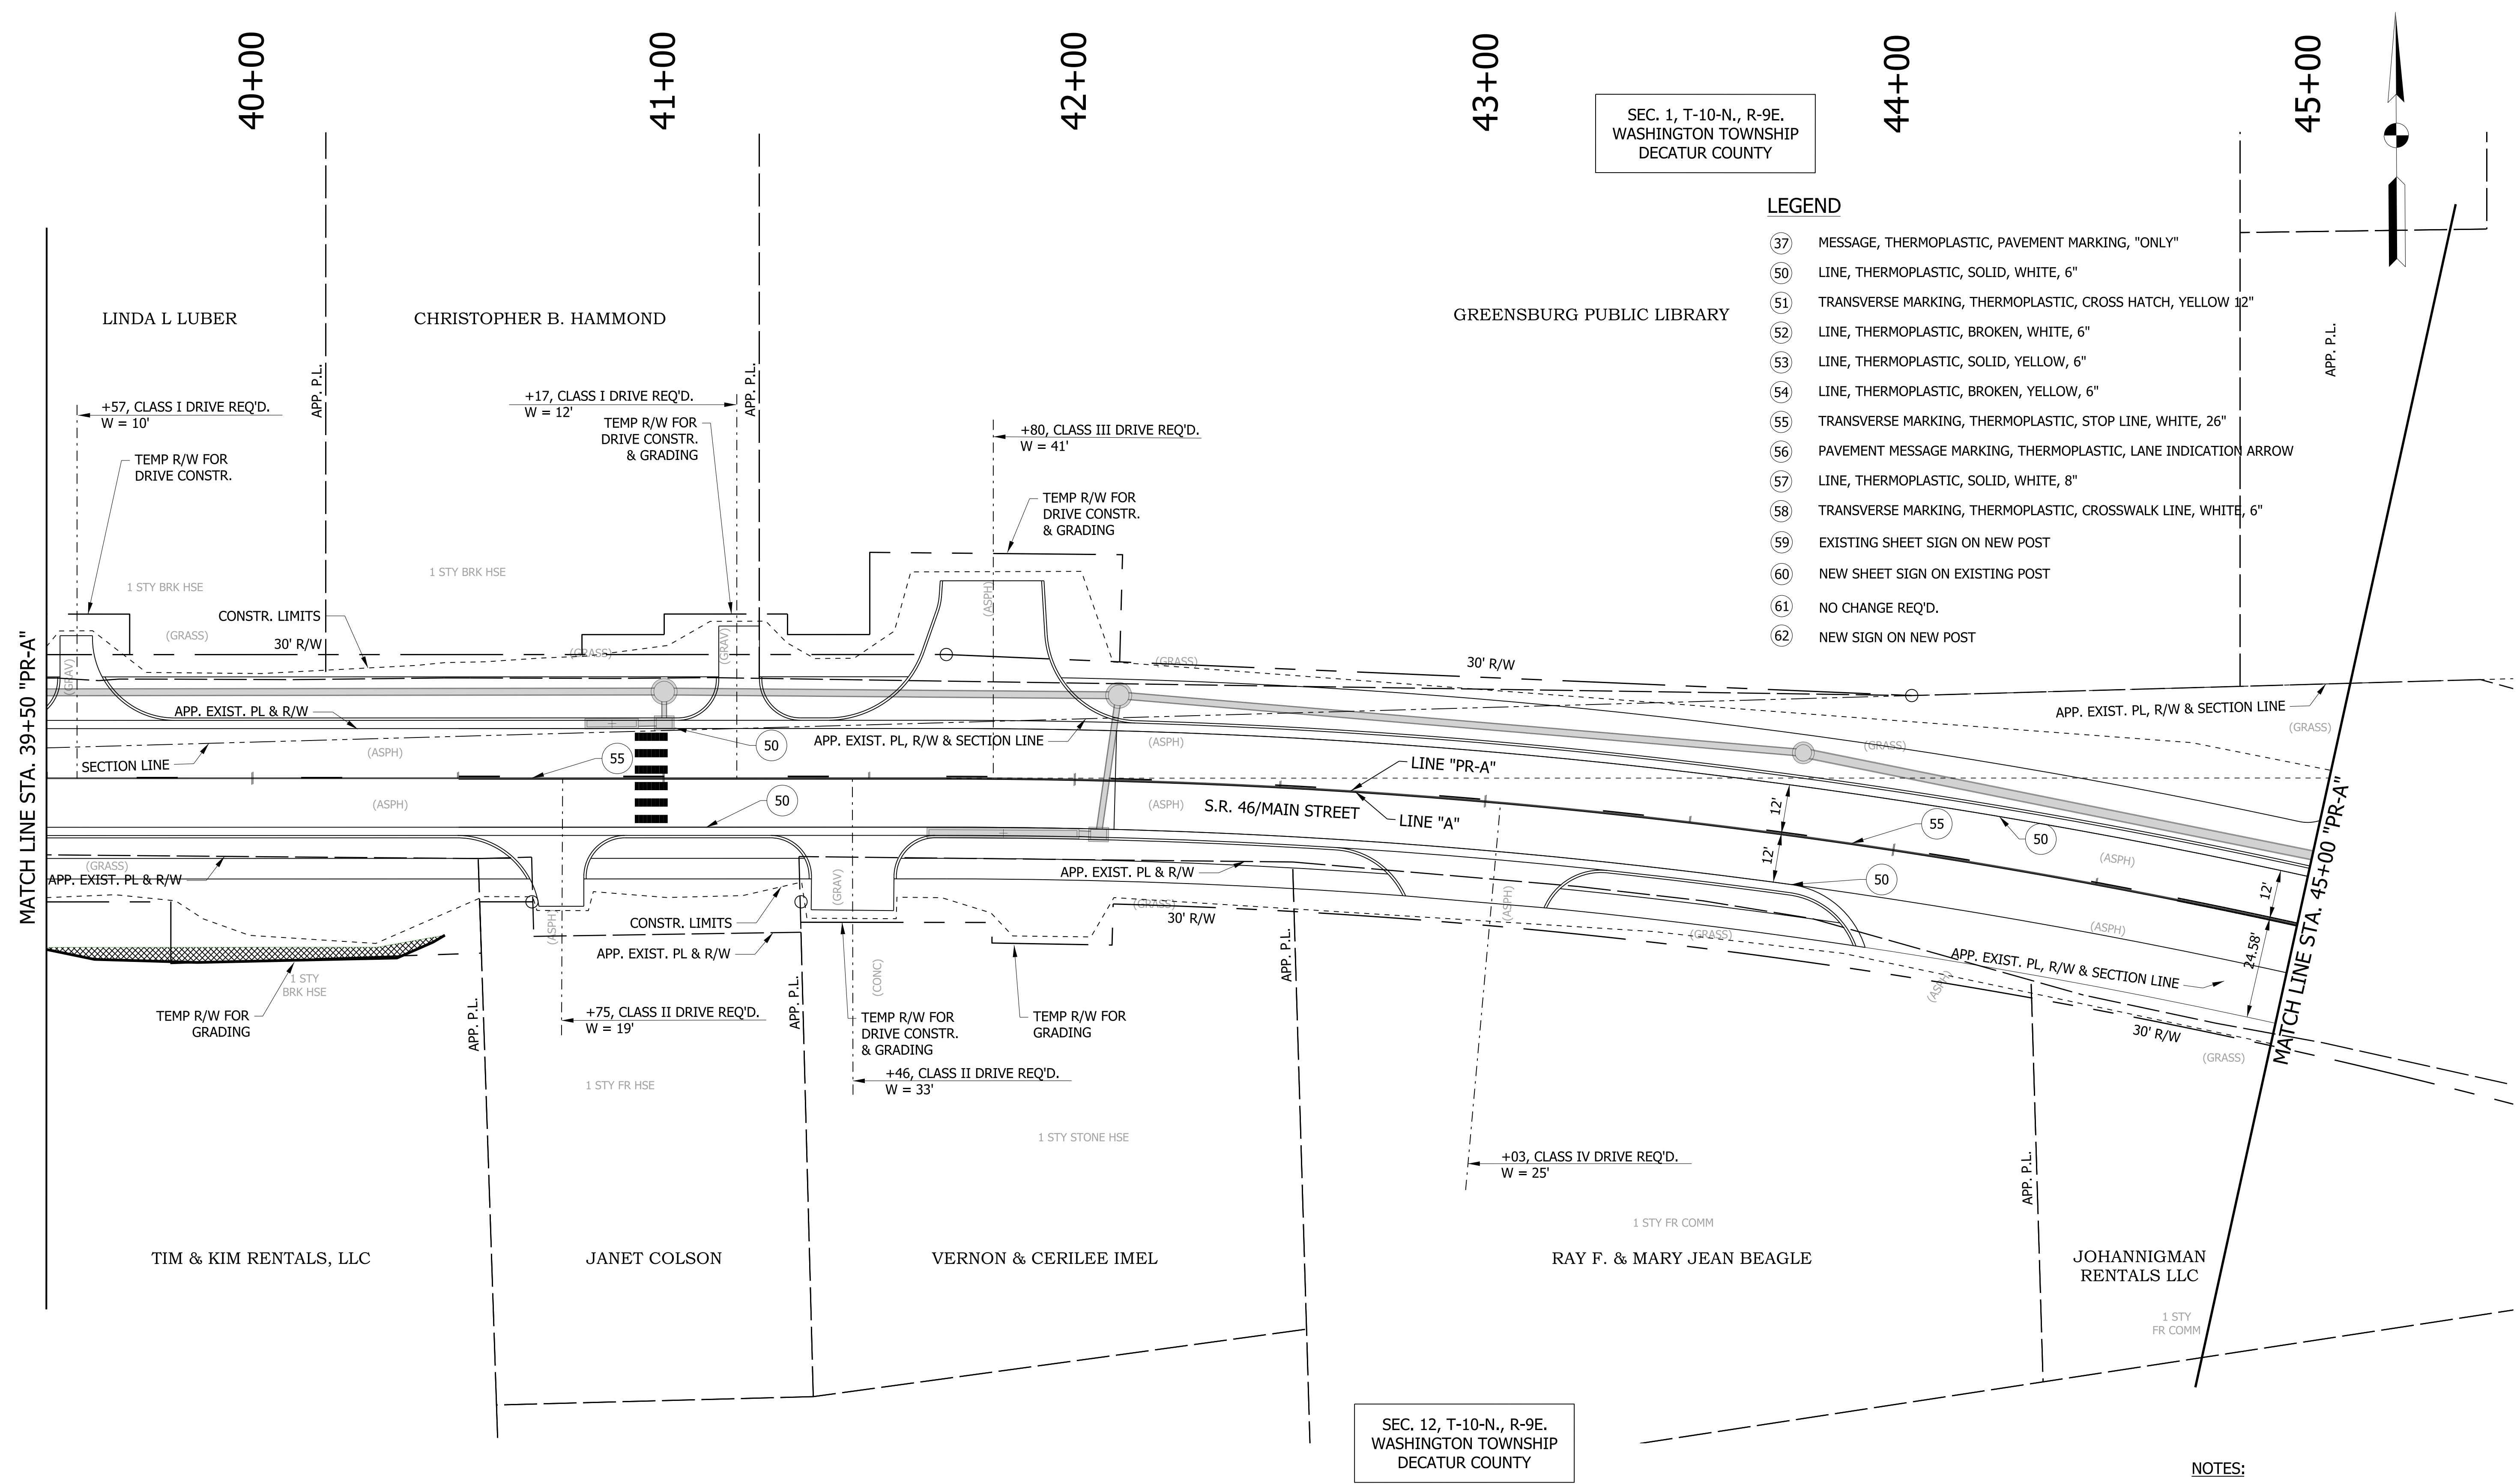 40+00
41+00
42+00
43+00
44+00
45+00
SEC. 1, T-10-N., R-9E.
WASHINGTON TOWNSHIP
DECATUR COUNTY
LEGEND
37 MESSAGE, THERMOPLASTIC, PAVEMENT MARKING, "ONLY"
50 LINE, THERMOPLASTIC, SOLID, WHITE, 6"
51 TRANSVERSE MARKING, THERMOPLASTIC, CROSS HATCH, YELLOW 12"
52 LINE, THERMOPLASTIC, BROKEN, WHITE, 6"
53 LINE, THERMOPLASTIC, SOLID, YELLOW, 6"
54 LINE, THERMOPLASTIC, BROKEN, YELLOW, 6"
55 TRANSVERSE MARKING, THERMOPLASTIC, STOP LINE, WHITE, 26"
56 PAVEMENT MESSAGE MARKING, THERMOPLASTIC, LANE INDICATION ARROW
57 LINE, THERMOPLASTIC, SOLID, WHITE, 8"
58 TRANSVERSE MARKING, THERMOPLASTIC, CROSSWALK LINE, WHITE, 6"
59 EXISTING SHEET SIGN ON NEW POST
60 NEW SHEET SIGN ON EXISTING POST
61 NO CHANGE REQ'D.
62 NEW SIGN ON NEW POST
LINDA L LUBER
CHRISTOPHER B. HAMMOND
GREENSBURG PUBLIC LIBRARY
APP. P.L.
APP. P.L.
APP. P.L.
+57, CLASS I DRIVE REQ'D.
W = 10'
+17, CLASS I DRIVE REQ'D.
W = 12'
TEMP R/W FOR
DRIVE CONSTR.
& GRADING
+80, CLASS III DRIVE REQ'D.
W = 41'
TEMP R/W FOR
DRIVE CONSTR.
TEMP R/W FOR
DRIVE CONSTR.
& GRADING
1 STY BRK HSE
1 STY BRK HSE
CONSTR. LIMITS
(GRASS)
30' R/W
(GRASS)
(GRAV)
(GRAV)
(ASPH)
(GRASS)
30' R/W
MATCH LINE STA. 39+50 "PR-A"
APP. EXIST. PL & R/W
SECTION LINE
(ASPH)
55
50
APP. EXIST. PL, R/W & SECTION LINE
(ASPH)
(GRASS)
APP. EXIST. PL, R/W & SECTION LINE
(GRASS)
LINE "PR-A"
(ASPH)
50
(ASPH)
S.R. 46/MAIN STREET
LINE "A"
12'
12'
55
50
50
(ASPH)
12'
24.58'
MATCH LINE STA. 45+00 "PR-A"
(GRASS)
APP. EXIST. PL & R/W
(GRAV)
APP. EXIST. PL & R/W
(ASPH)
CONSTR. LIMITS
APP. EXIST. PL & R/W
(GRASS)
30' R/W
(ASPH)
(GRASS)
(ASPH)
APP. EXIST. PL, R/W & SECTION LINE
(ASPH)
30' R/W
(GRASS)
1 STY
BRK HSE
TEMP R/W FOR
GRADING
APP. P.L.
+75, CLASS II DRIVE REQ'D.
W = 19'
APP. P.L.
(CONC)
TEMP R/W FOR
DRIVE CONSTR.
& GRADING
TEMP R/W FOR
GRADING
APP. P.L.
+46, CLASS II DRIVE REQ'D.
W = 33'
1 STY FR HSE
1 STY STONE HSE
+03, CLASS IV DRIVE REQ'D.
W = 25'
APP. P.L.
1 STY FR COMM
TIM & KIM RENTALS, LLC
JANET COLSON
VERNON & CERILEE IMEL
RAY F. & MARY JEAN BEAGLE
JOHANNIGMAN
RENTALS LLC
1 STY
FR COMM
SEC. 12, T-10-N., R-9E.
WASHINGTON TOWNSHIP
DECATUR COUNTY
NOTES: